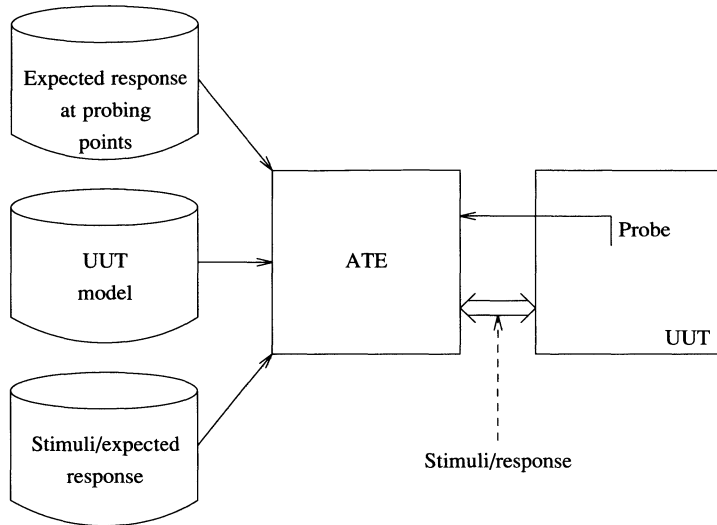 Expected response
at probing
points
UUT
model
Stimuli/expected
response
ATE
Probe
UUT
Stimuli/response